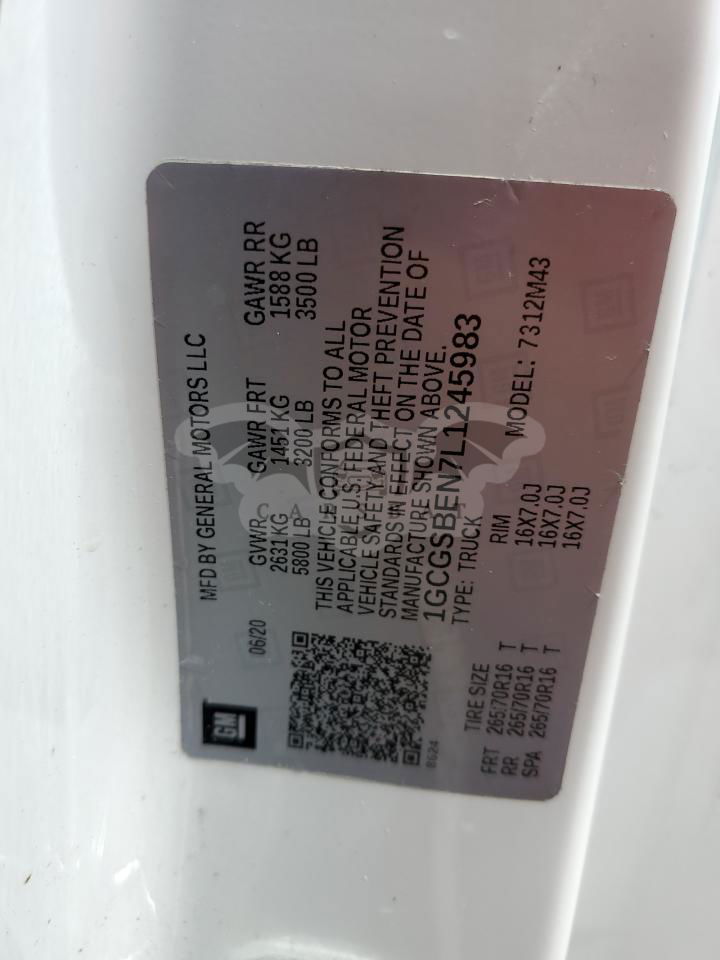 GM
MFD BY GENERAL MOTORS LLC
06/20
GVWR GAWR FRT GAWR RR
2631 KG 1451 KG 1588 KG
5800 LB 3200 LB 3500 LB
THIS VEHICLE CONFORMS TO ALL
APPLICABLE U.S. FEDERAL MOTOR
VEHICLE SAFETY AND THEFT PREVENTION
STANDARDS IN EFFECT ON THE DATE OF
MANUFACTURE SHOWN ABOVE.
1GCGSBEN7L1245983
TYPE: TRUCK MODEL: 7312M43
8624
TIRE SIZE RIM
FRT 265/70R16 T 16X7.0J
RR 265/70R16 T 16X7.0J
SPA 265/70R16 T 16X7.0J